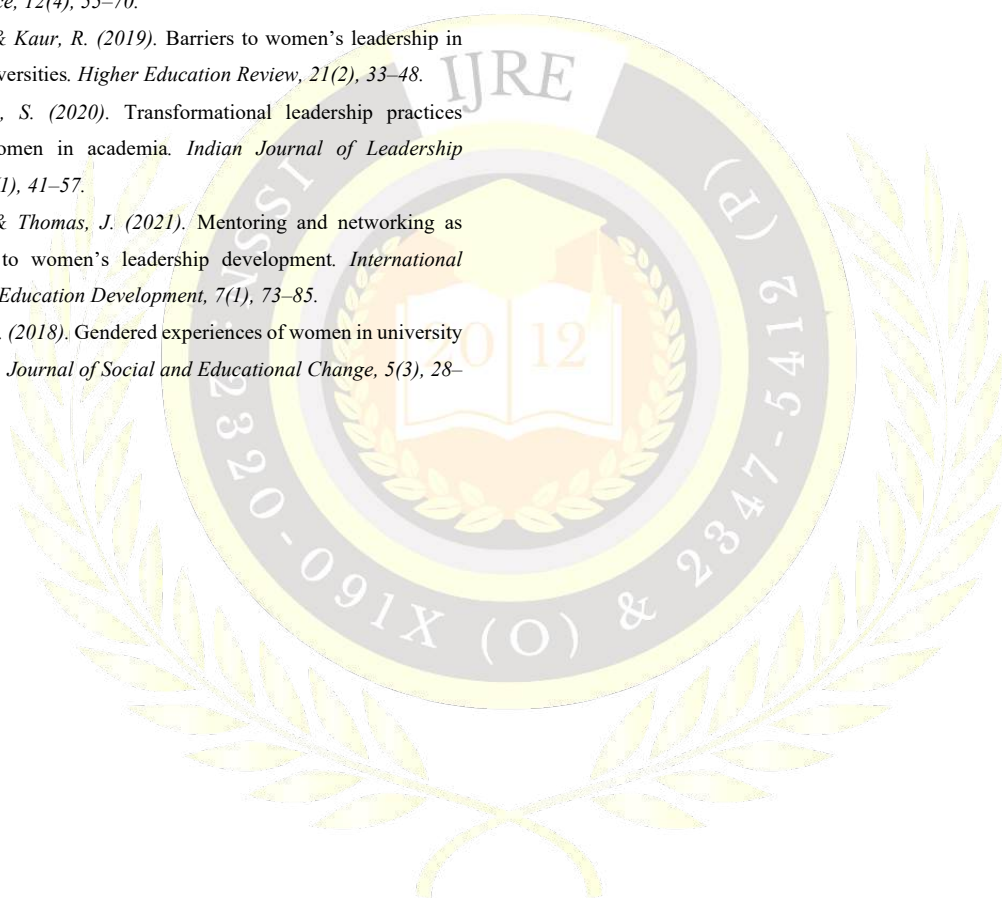 ce, 12(4), 55–70.
& Kaur, R. (2019). Barriers to women’s leadership in
versities. Higher Education Review, 21(2), 33–48.
, S. (2020). Transformational leadership practices
omen in academia. Indian Journal of Leadership
(1), 41–57.
& Thomas, J. (2021). Mentoring and networking as
to women’s leadership development. International
Education Development, 7(1), 73–85.
. (2018). Gendered experiences of women in university
. Journal of Social and Educational Change, 5(3), 28–
IJRE
ISSN: 2320-091X (O) & 2347-5412 (P)
20 12